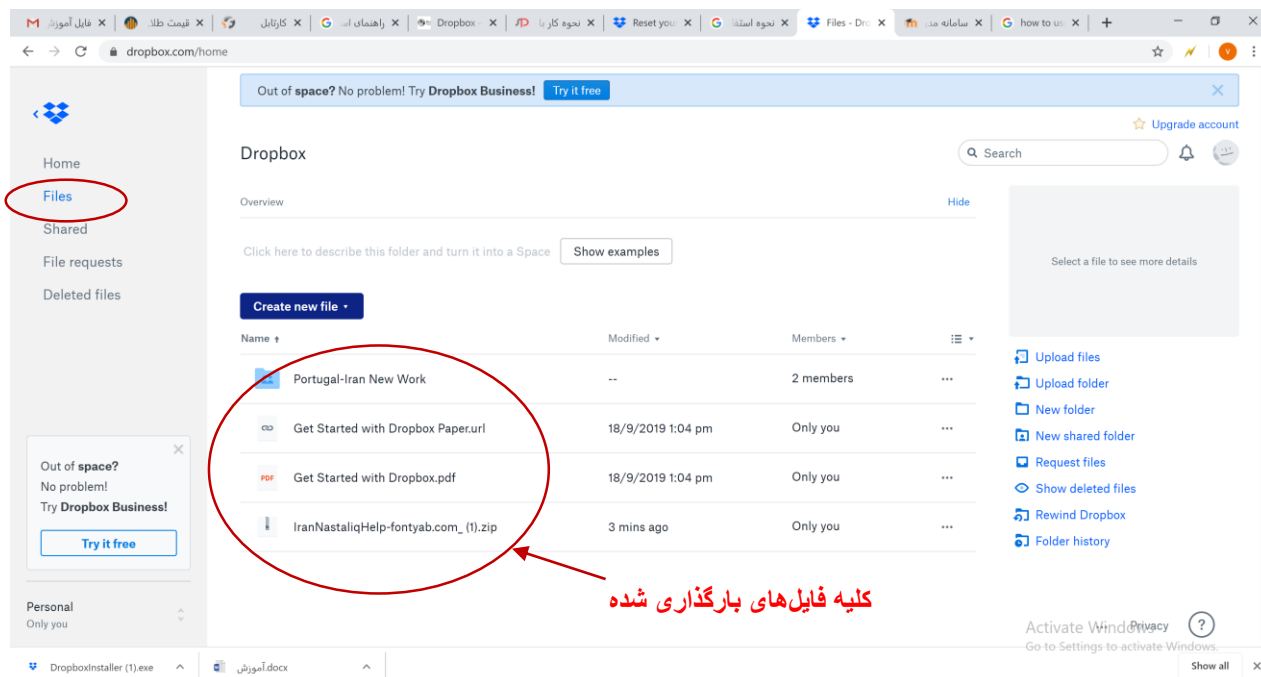 فایل آموزش
قیمت طلا
کارتابل
راهنمای اس
Dropbox -
نحوه کار با
Reset you
نحوه استفا
Files - Dro
سامانه مدی
how to us
dropbox.com/home
V
Out of space? No problem! Try Dropbox Business! Try it free
Upgrade account
Dropbox
Search
Home
Files
Shared
File requests
Deleted files
Overview
Hide
Click here to describe this folder and turn it into a Space
Show examples
Select a file to see more details
Create new file
Name Modified Members
Portugal-Iran New Work -- 2 members
Get Started with Dropbox Paper.url 18/9/2019 1:04 pm Only you
PDF Get Started with Dropbox.pdf 18/9/2019 1:04 pm Only you
IranNastaliqHelp-fontyab.com_ (1).zip 3 mins ago Only you
Upload files
Upload folder
New folder
New shared folder
Request files
Show deleted files
Rewind Dropbox
Folder history
Out of space?
No problem!
Try Dropbox Business!
Try it free
کلیه فایل‌های بارگذاری شده
Personal
Only you
Privacy
?
Activate Windows
Go to Settings to activate Windows.
DropboxInstaller (1).exe
آموزش.docx
Show all